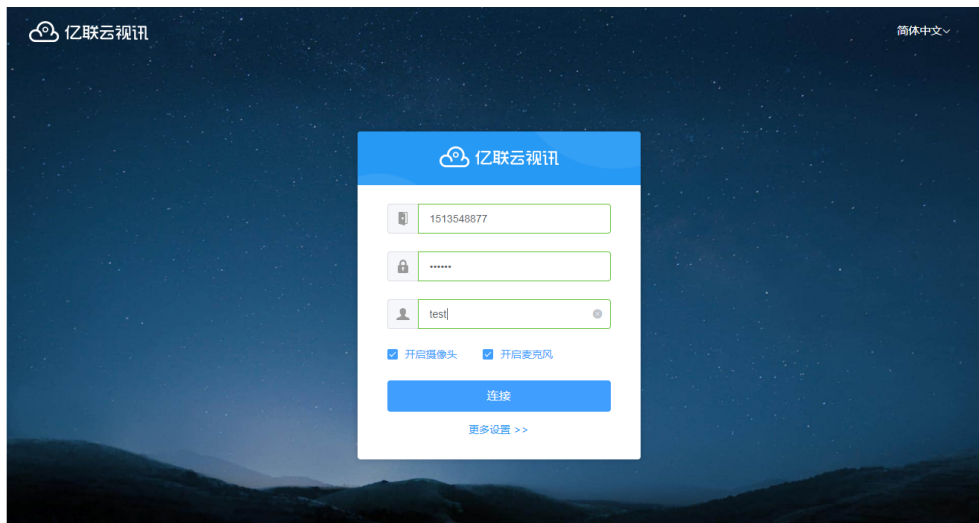 亿联云视讯
简体中文
亿联云视讯
1513548877
••••••
test
开启摄像头 开启麦克风
连接
更多设置 >>